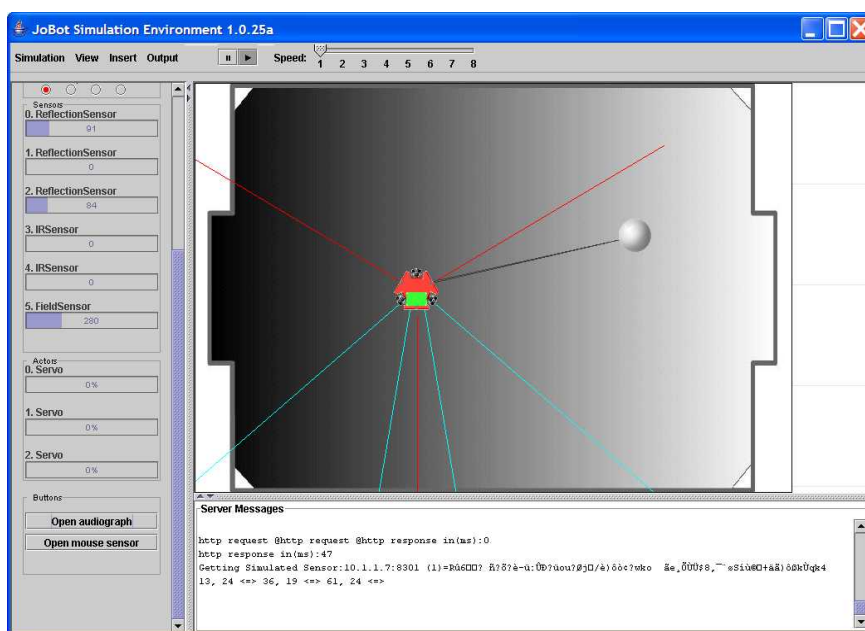 JoBot Simulation Environment 1.0.25a
Simulation View Insert Output Speed:
1 2 3 4 5 6 7 8
Sensors
0. ReflectionSensor
91
1. ReflectionSensor
0
2. ReflectionSensor
84
3. IRSensor
0
4. IRSensor
0
5. FieldSensor
280
Actors
0. Servo
0%
1. Servo
0%
2. Servo
0%
Buttons
Open audiograph
Open mouse sensor
Server Messages
http request @http request @http response in(ms):0
http response in(ms):47
Getting Simulated Sensor:10.1.1.7:8301
13, 24 <=> 36, 19 <=> 61, 24 <=>